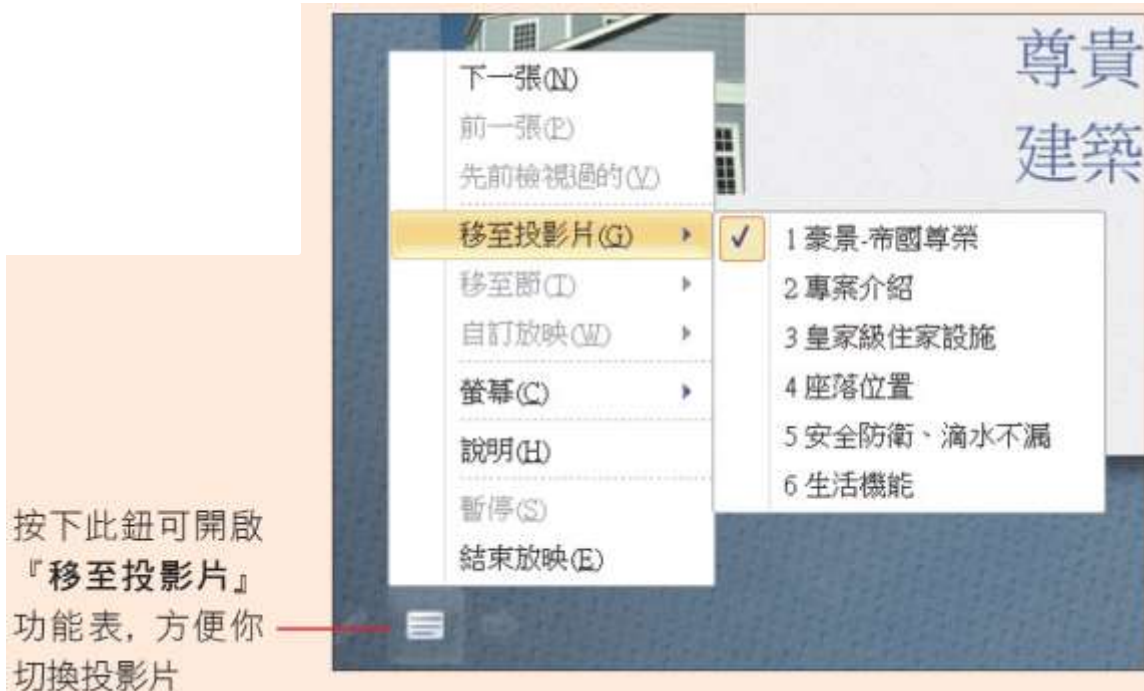 尊貴
建築
下一張(N)
前一張(P)
先前檢視過的(V)
移至投影片(G)
移至節(T)
自訂放映(W)
螢幕(C)
說明(H)
暫停(S)
結束放映(E)
1 豪景-帝國尊榮
2 專案介紹
3 皇家級住家設施
4 座落位置
5 安全防衛、滴水不漏
6 生活機能
按下此鈕可開啟
『移至投影片』
功能表, 方便你
切換投影片